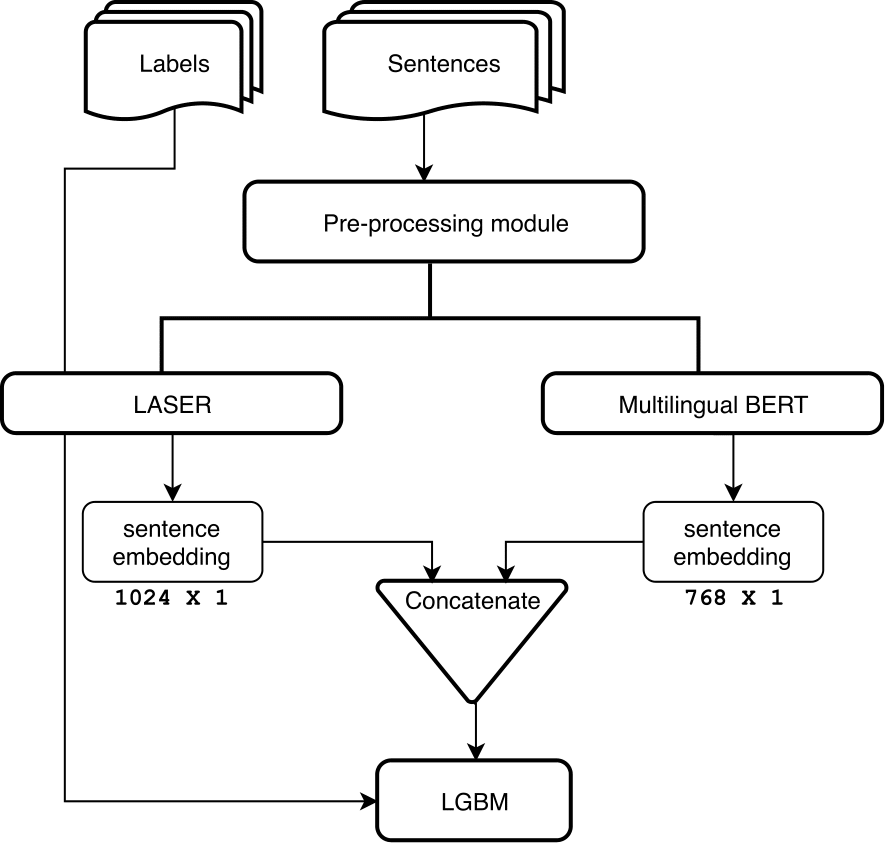 Labels
Sentences
Pre-processing module
LASER
Multilingual BERT
sentence
embedding
1024 X 1
sentence
embedding
768 X 1
Concatenate
LGBM